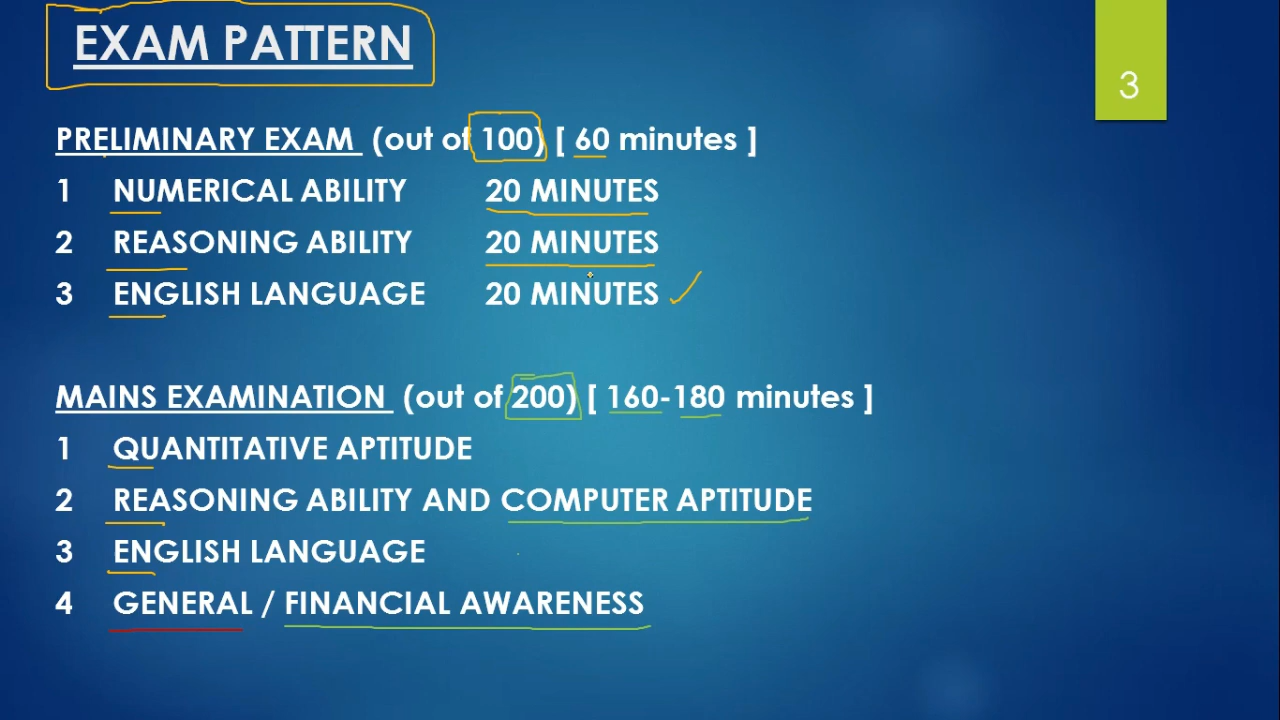 EXAM PATTERN
3
PRELIMINARY EXAM (out of 100) [ 60 minutes ]
1 NUMERICAL ABILITY 20 MINUTES
2 REASONING ABILITY 20 MINUTES
3 ENGLISH LANGUAGE 20 MINUTES
MAINS EXAMINATION (out of 200) [ 160-180 minutes ]
1 QUANTITATIVE APTITUDE
2 REASONING ABILITY AND COMPUTER APTITUDE
3 ENGLISH LANGUAGE
4 GENERAL / FINANCIAL AWARENESS